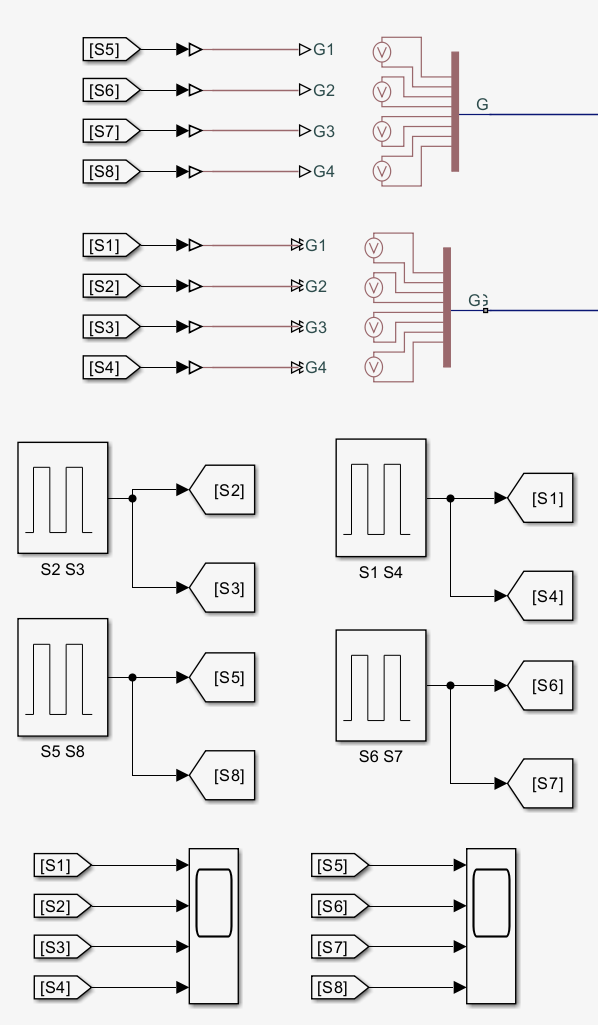 [S5] G1
[S6] G2
[S7] G3
[S8] G4
V
V
V
V
G
[S1] G1
[S2] G2
[S3] G3
[S4] G4
V
V
V
V
G
[S2]
[S3]
S2 S3
[S1]
[S4]
S1 S4
[S5]
[S8]
S5 S8
[S6]
[S7]
S6 S7
[S1]
[S2]
[S3]
[S4]
[S5]
[S6]
[S7]
[S8]